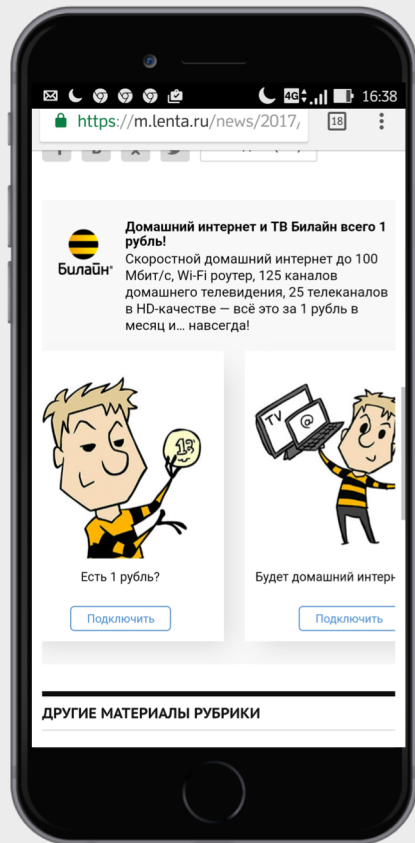 4G 16:38
https://m.lenta.ru/news/2017/ 18
Домашний интернет и ТВ Билайн всего 1
рубль!
Билайн®
Скоростной домашний интернет до 100
Мбит/с, Wi-Fi роутер, 125 каналов
домашнего телевидения, 25 телеканалов
в HD-качестве — всё это за 1 рубль в
месяц и... навсегда!
1₽
TV @
Есть 1 рубль?
Будет домашний интерн
Подключить
Подключить
ДРУГИЕ МАТЕРИАЛЫ РУБРИКИ